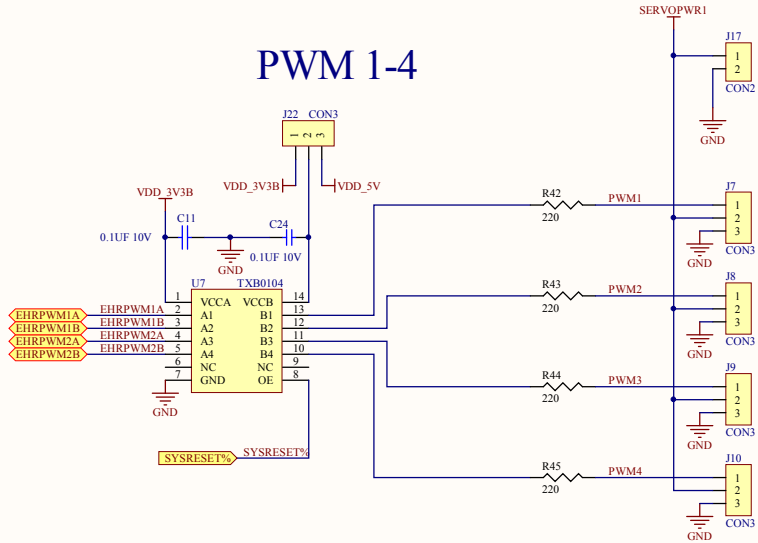 SERVOPWR1
J17
1
2
CON2
GND
PWM 1-4
J22 CON3
1 2 3
VDD_3V3B
VDD_5V
VDD_3V3B
C11
0.1UF 10V
C24
0.1UF 10V
GND
U7 TXB0104
1 VCCA VCCB 14
2 A1 B1 13
3 A2 B2 12
4 A3 B3 11
5 A4 B4 10
6 NC NC 9
7 GND OE 8
EHRPWM1A EHRPWM1A
EHRPWM1B EHRPWM1B
EHRPWM2A EHRPWM2A
EHRPWM2B EHRPWM2B
GND
SYSRESET% SYSRESET%
R42
220
PWM1
J7
1
2
3
CON3
GND
R43
220
PWM2
J8
1
2
3
CON3
GND
R44
220
PWM3
J9
1
2
3
CON3
GND
R45
220
PWM4
J10
1
2
3
CON3
GND